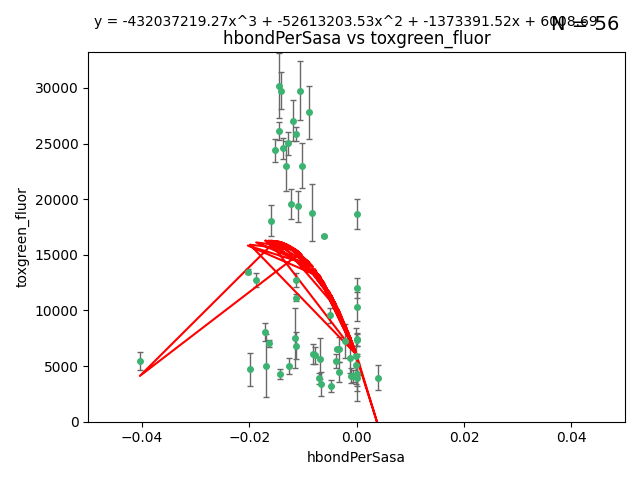 y = -432037219.27x^3 + -52613203.53x^2 + -1373391.52x + 6008.69
N = 56
hbondPerSasa vs toxgreen_fluor
toxgreen_fluor
30000
25000
20000
15000
10000
5000
0
−0.04
−0.02
0.00
0.02
0.04
hbondPerSasa